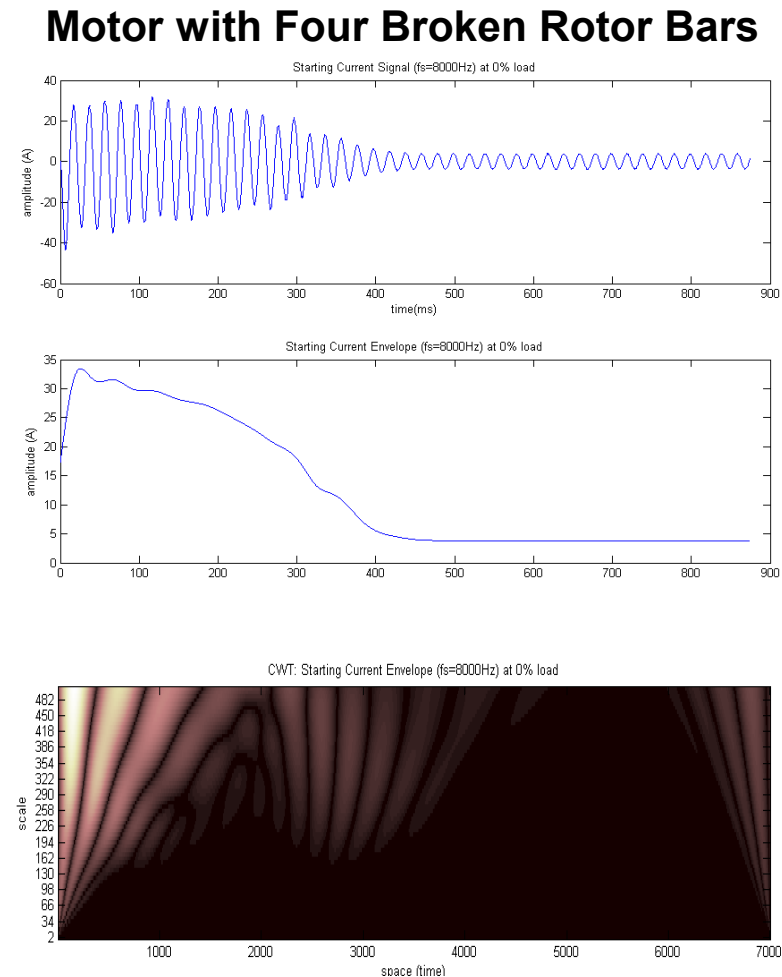 Motor with Four Broken Rotor Bars
Starting Current Signal (fs=8000Hz) at 0% load
40
20
0
-20
-40
-60
amplitude (A)
0 100 200 300 400 500 600 700 800 900
time(ms)
Starting Current Envelope (fs=8000Hz) at 0% load
35
30
25
20
15
10
5
0
amplitude (A)
0 100 200 300 400 500 600 700 800 900
CWT: Starting Current Envelope (fs=8000Hz) at 0% load
482
450
418
386
354
322
290
258
226
194
162
130
98
66
34
2
scale
1000 2000 3000 4000 5000 6000 7000
space (time)